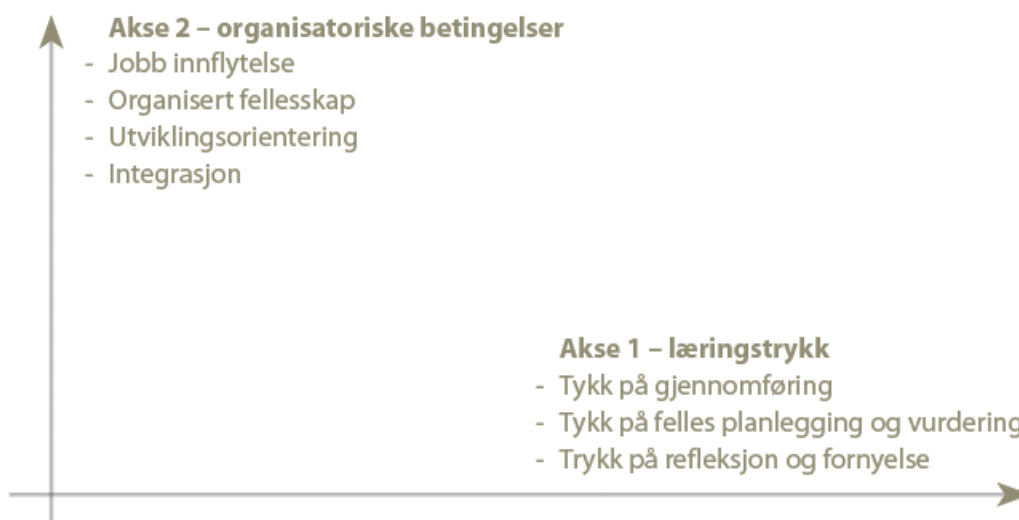 Akse 2 – organisatoriske betingelser
- Jobb innflytelse
- Organisert fellesskap
- Utviklingsorientering
- Integrasjon
Akse 1 – læringstrykk
- Tykk på gjennomføring
- Tykk på felles planlegging og vurdering
- Trykk på refleksjon og fornyelse